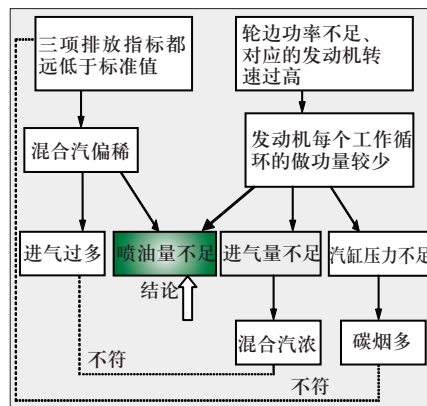 三项排放指标都
远低于标准值
轮边功率不足、
对应的发动机转
速过高
混合汽偏稀
发动机每个工作循
环的做功量较少
进气过多
喷油量不足
进气量不足
汽缸压力不足
结论
混合汽浓
碳烟多
不符
不符